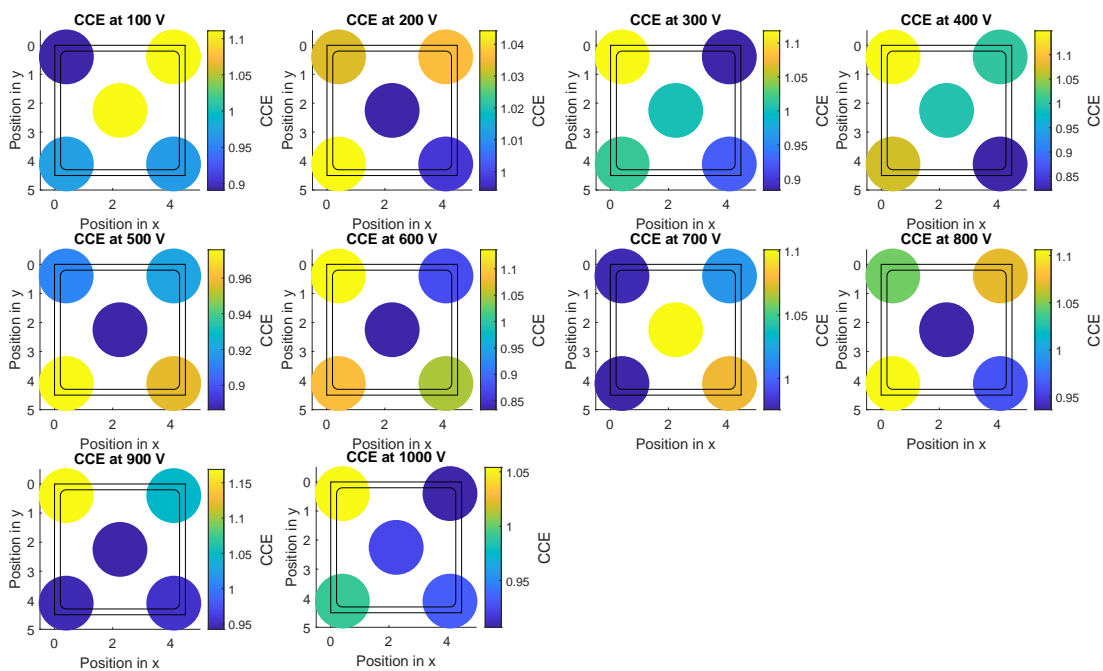 CCE at 100 V
0
1
2
3
4
5
Position in y
0 2 4
Position in x
1.1
1.05
1
0.95
0.9
CCE
CCE at 200 V
0
1
2
3
4
5
Position in y
0 2 4
Position in x
1.04
1.03
1.02
1.01
1
CCE
CCE at 300 V
0
1
2
3
4
5
Position in y
0 2 4
Position in x
1.1
1.05
1
0.95
0.9
CCE
CCE at 400 V
0
1
2
3
4
5
Position in y
0 2 4
Position in x
1.1
1.05
1
0.95
0.9
0.85
CCE
CCE at 500 V
0
1
2
3
4
5
Position in y
0 2 4
Position in x
0.96
0.94
0.92
0.9
CCE
CCE at 600 V
0
1
2
3
4
5
Position in y
0 2 4
Position in x
1.1
1.05
1
0.95
0.9
0.85
CCE
CCE at 700 V
0
1
2
3
4
5
Position in y
0 2 4
Position in x
1.1
1.05
1
CCE
CCE at 800 V
0
1
2
3
4
5
Position in y
0 2 4
Position in x
1.1
1.05
1
0.95
CCE
CCE at 900 V
0
1
2
3
4
5
Position in y
0 2 4
Position in x
1.15
1.1
1.05
1
0.95
CCE
CCE at 1000 V
0
1
2
3
4
5
Position in y
0 2 4
Position in x
1.05
1
0.95
CCE